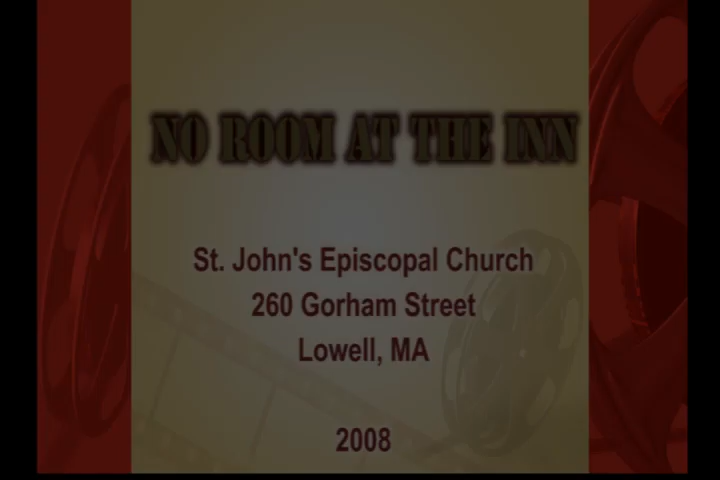 NO ROOM AT THE INN
St. John's Episcopal Church
260 Gorham Street
Lowell, MA
2008